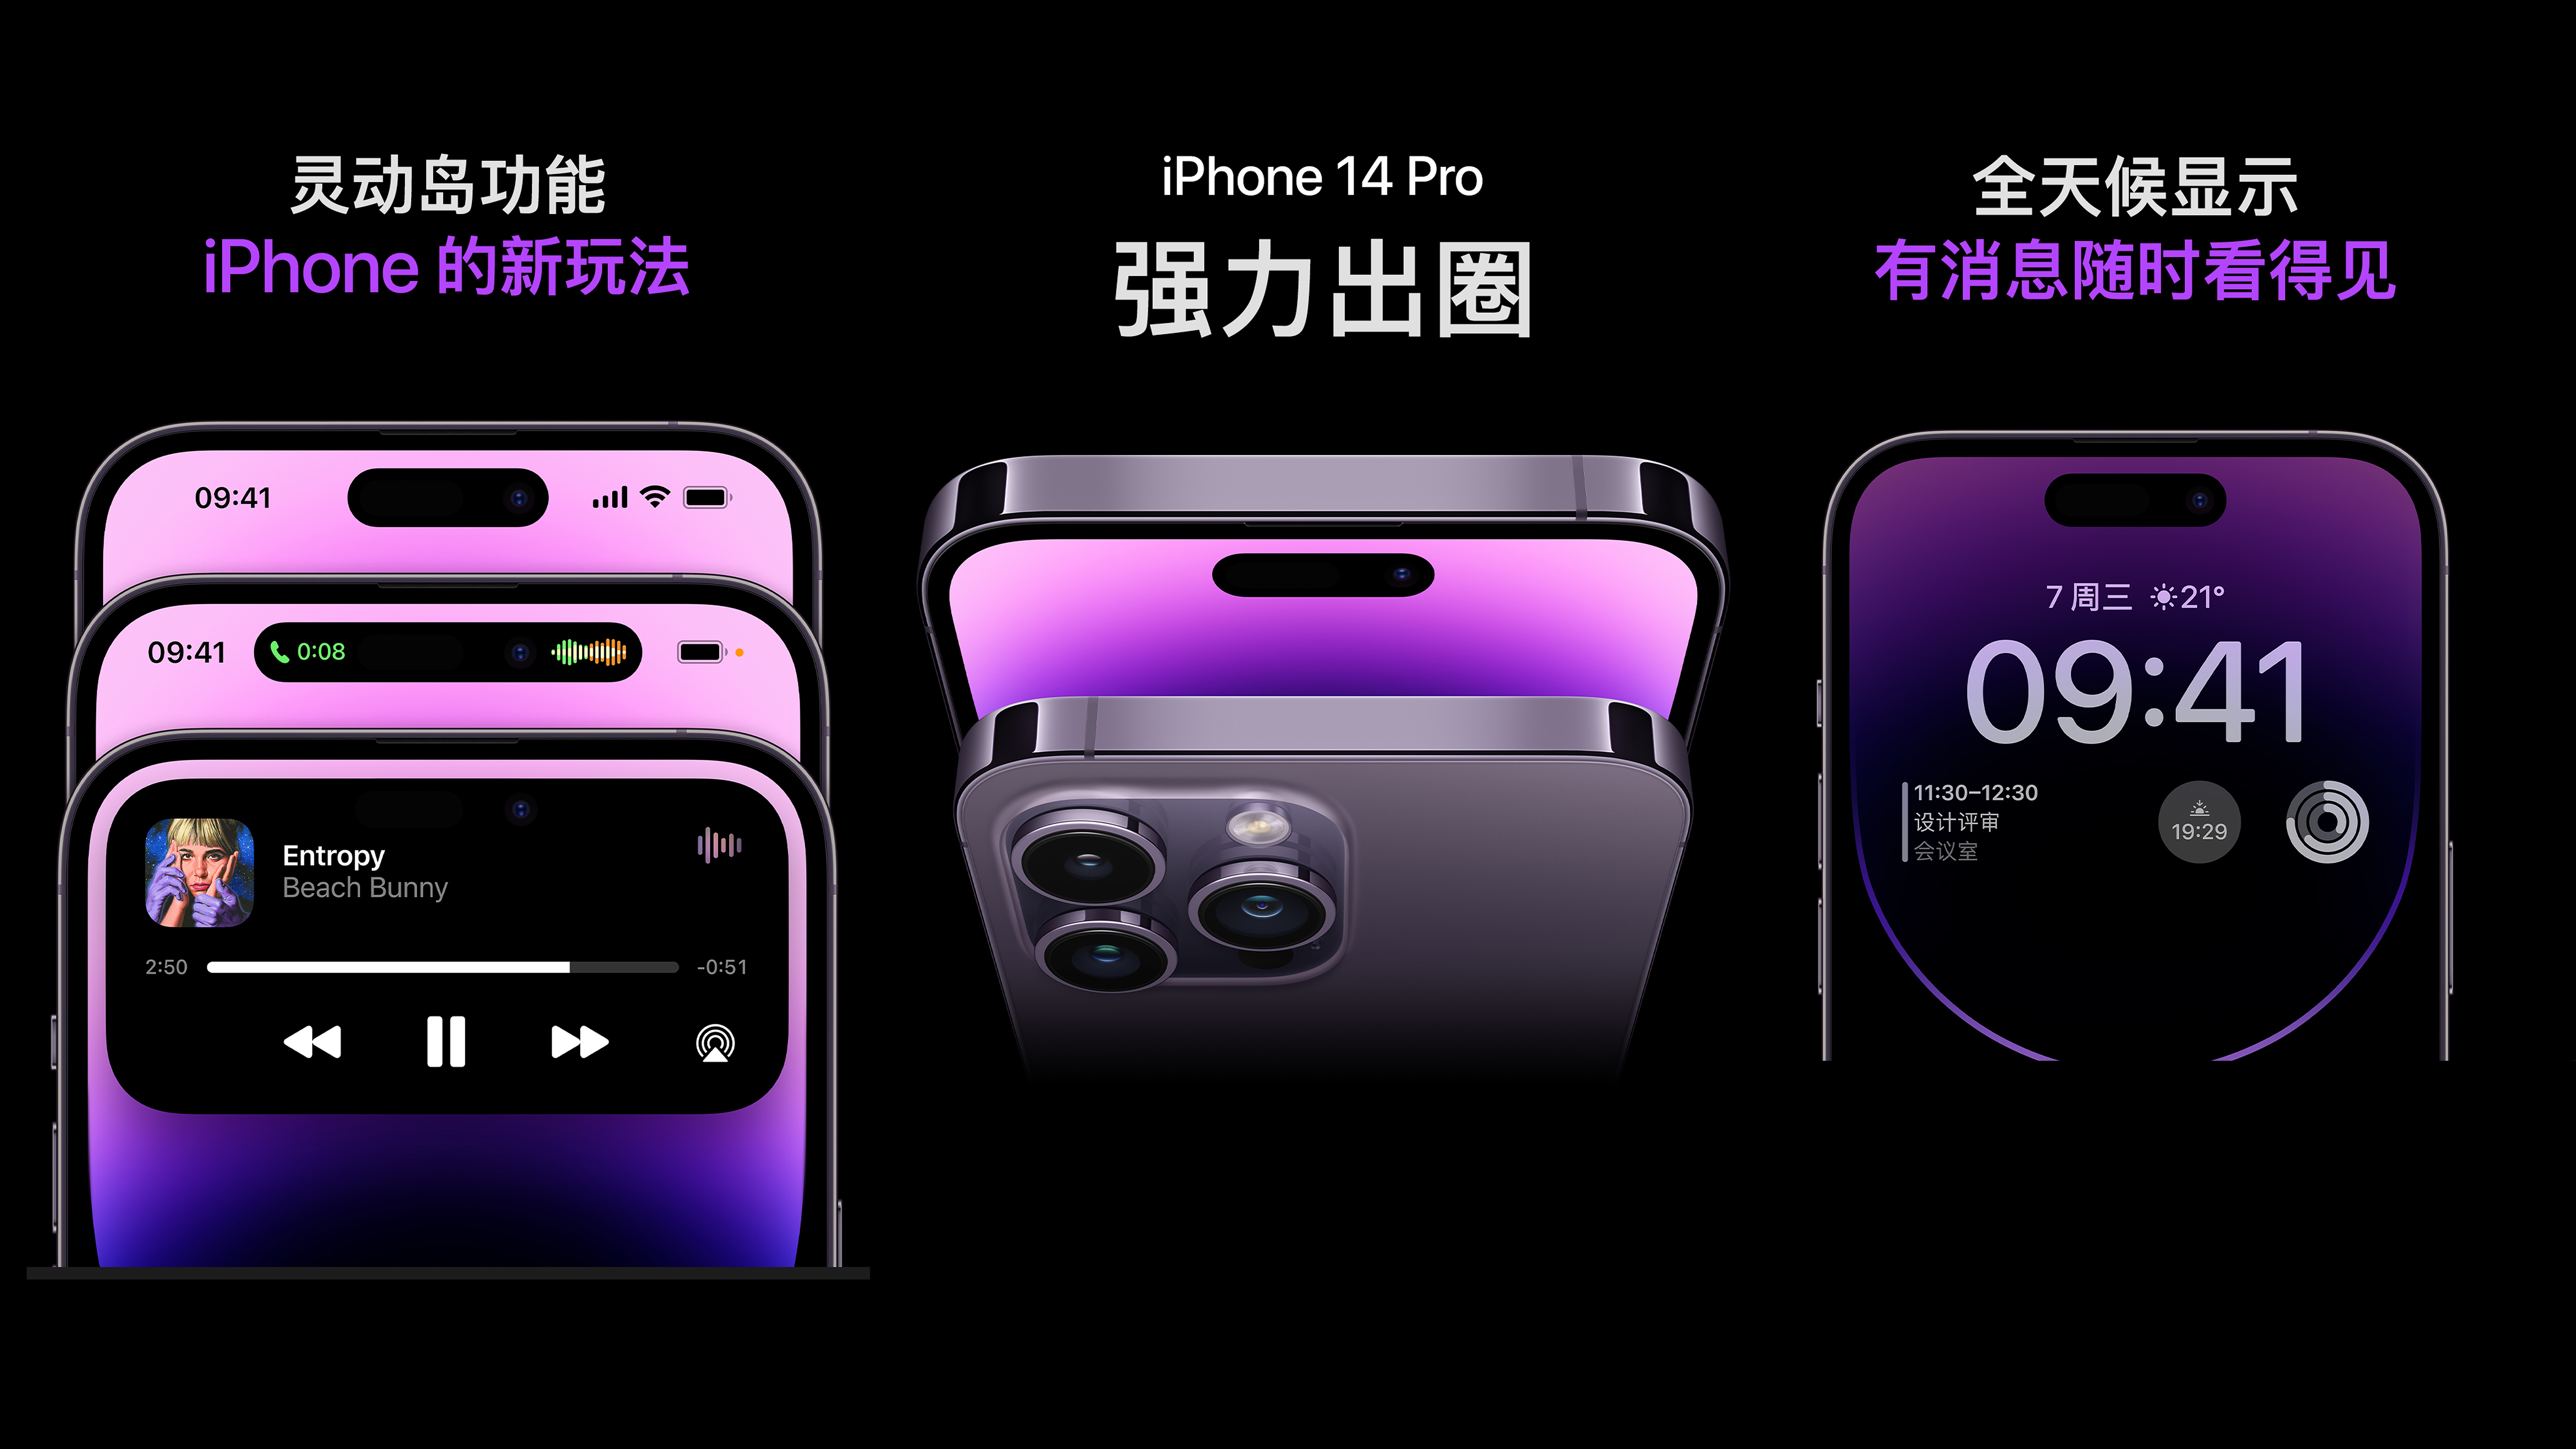 灵动岛功能
iPhone 的新玩法
09:41
09:41
0:08
Entropy
Beach Bunny
2:50
-0:51
iPhone 14 Pro
强力出圈
全天候显示
有消息随时看得见
7 周三 21°
09:41
11:30–12:30
设计评审
会议室
19:29